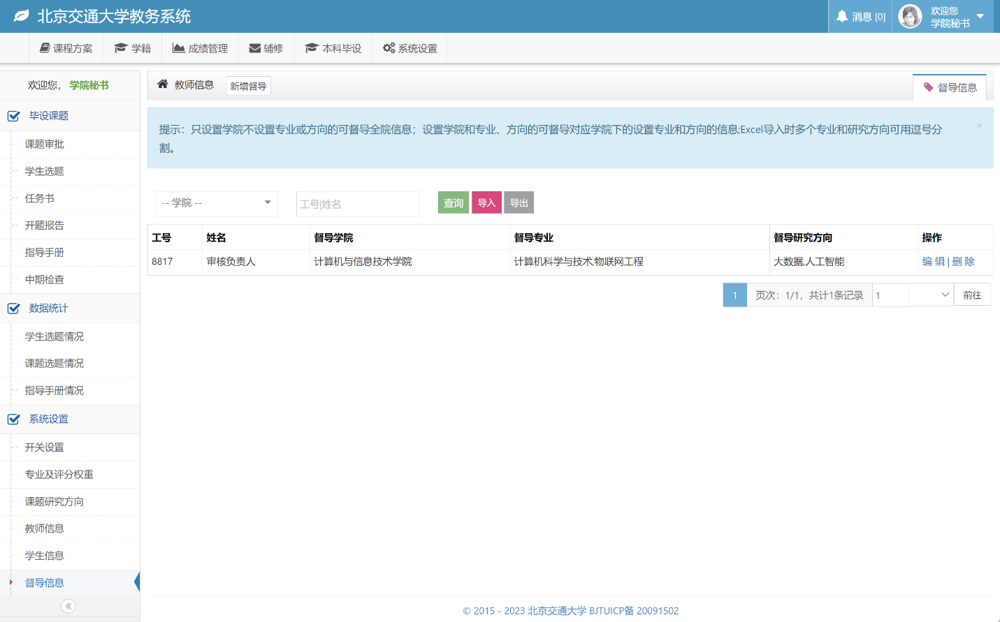 北京交通大学教务系统
消息 [0]
欢迎您
学院秘书
课程方案
学籍
成绩管理
辅修
本科毕设
系统设置
欢迎您， 学院秘书
毕设课题
课题审批
学生选题
任务书
开题报告
指导手册
中期检查
数据统计
学生选题情况
课题选题情况
指导手册情况
系统设置
开关设置
专业及评分权重
课题研究方向
教师信息
学生信息
督导信息
教师信息
新增督导
督导信息
提示：只设置学院不设置专业或方向的可督导全院信息；设置学院和专业、方向的可督导对应学院下的设置专业和方向的信息;Excel导入时多个专业和研究方向可用逗号分
割。
×
-- 学院 --
工号|姓名
查询
导入
导出
工号 姓名 督导学院 督导专业 督导研究方向 操作
8817 审核负责人 计算机与信息技术学院 计算机科学与技术,物联网工程 大数据,人工智能 编 辑 | 删 除
1 页次：1/1，共计1条记录 1 前往
© 2015 - 2023 北京交通大学 BJTUICP备 20091502